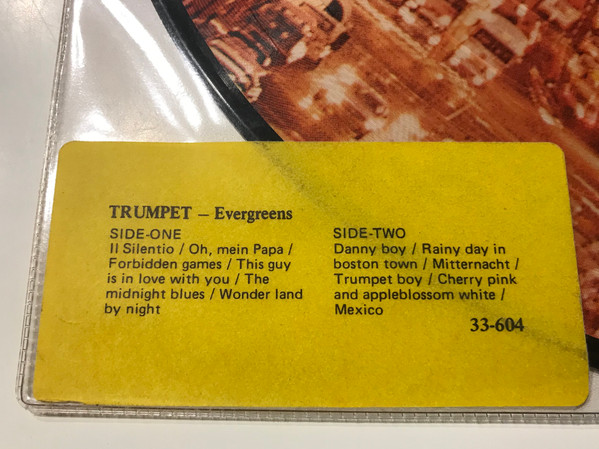 TRUMPET – Evergreens
SIDE-ONE
Il Silentio / Oh, mein Papa /
Forbidden games / This guy
is in love with you / The
midnight blues / Wonder land
by night
SIDE-TWO
Danny boy / Rainy day in
boston town / Mitternacht /
Trumpet boy / Cherry pink
and appleblossom white /
Mexico
33-604